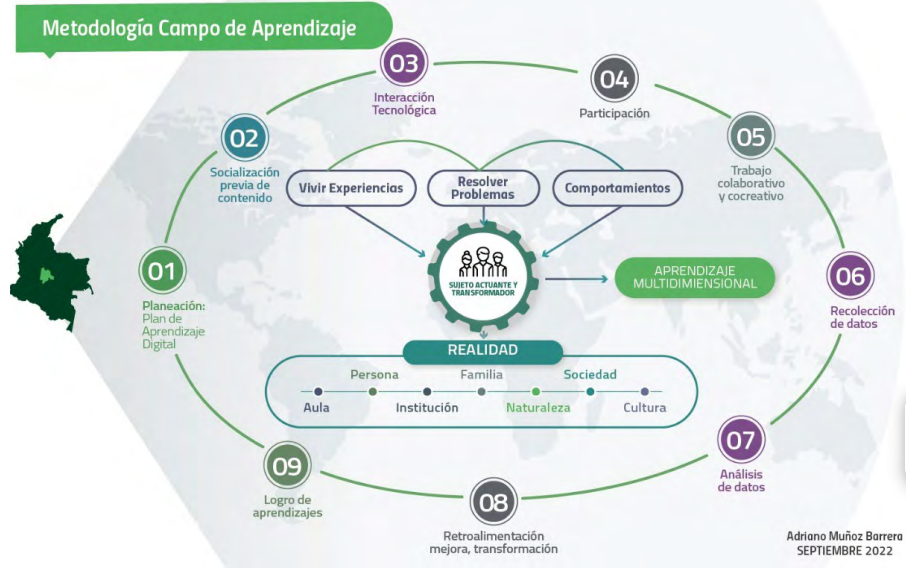 Metodología Campo de Aprendizaje
03
Interacción
Tecnológica
04
Participación
02
Socialización
previa de
contenido
05
Trabajo
colaborativo
y cocreativo
Vivir Experiencias
Resolver
Problemas
Comportamientos
01
Planeación:
Plan de
Aprendizaje
Digital
SUJETO ACTUANTE Y
TRANSFORMADOR
APRENDIZAJE
MULTIDIMIENSIONAL
06
Recolección
de datos
REALIDAD
Persona
Familia
Sociedad
Aula
Institución
Naturaleza
Cultura
07
Análisis
de datos
09
Logro de
aprendizajes
08
Retroalimentación
mejora, transformación
Adriano Muñoz Barrera
SEPTIEMBRE 2022